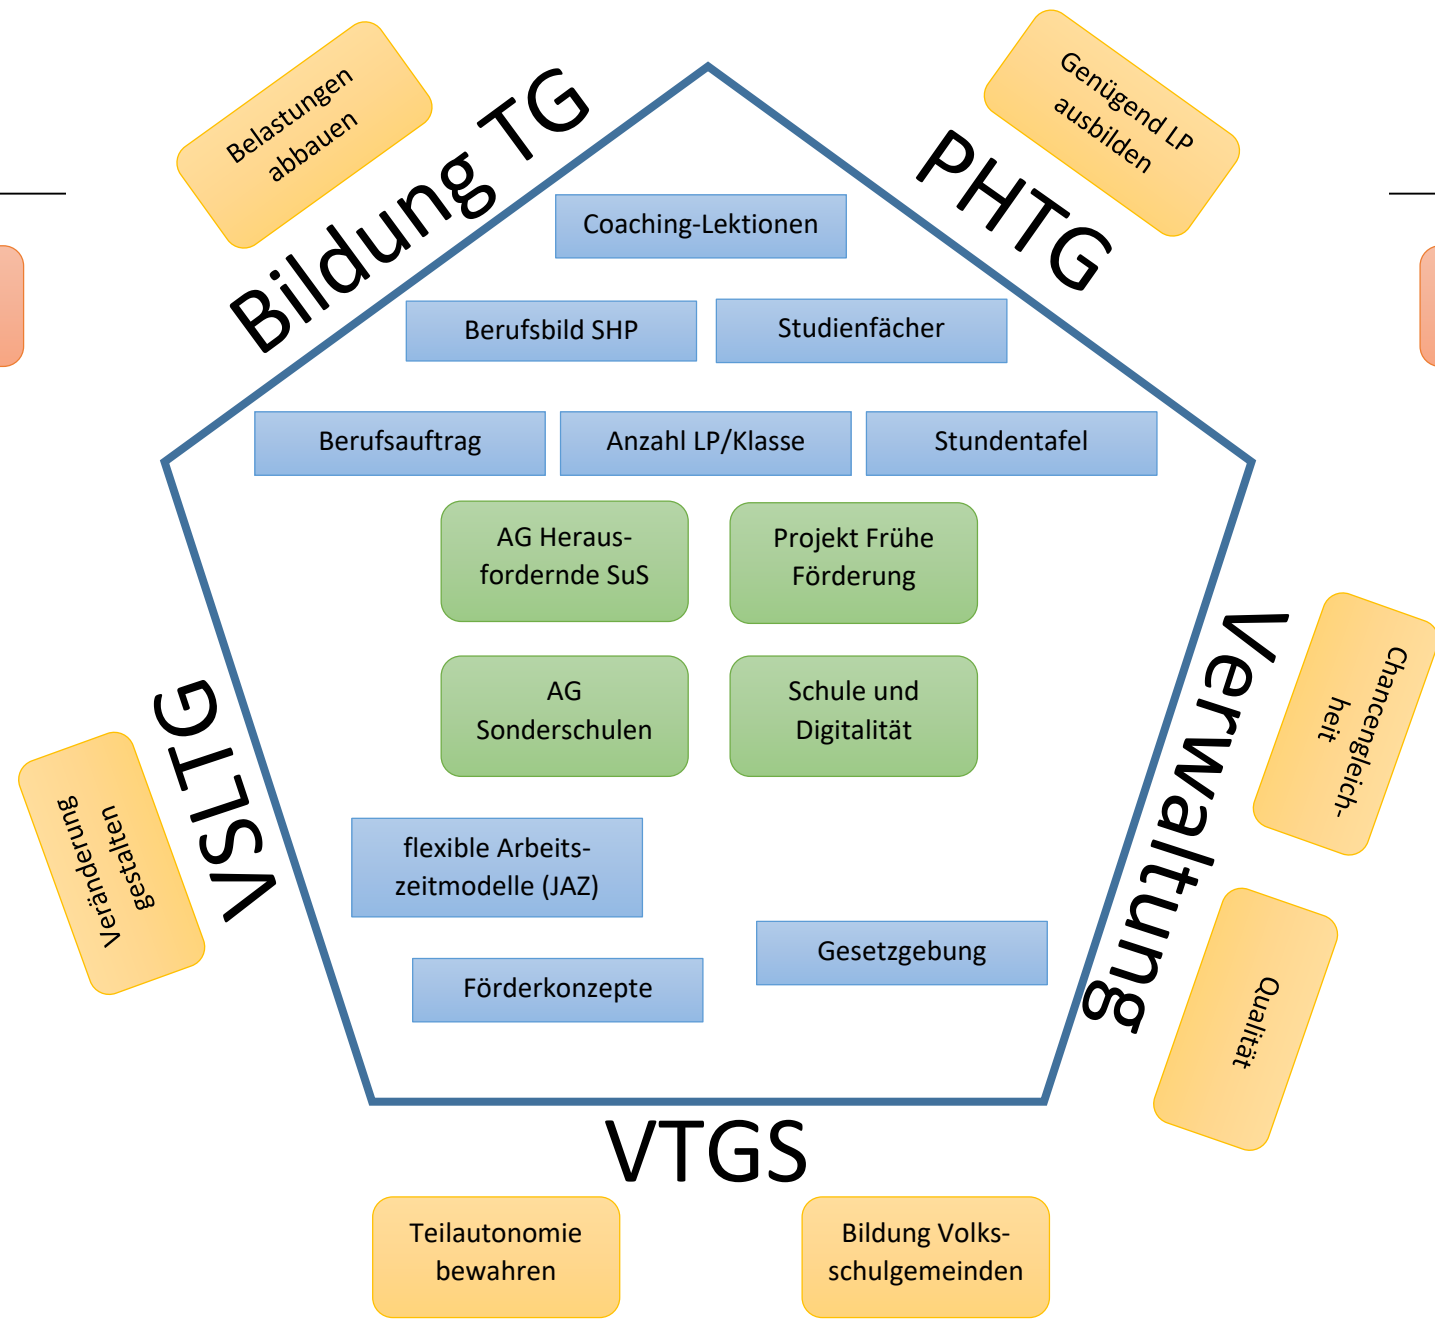 Belastungen
abbauen
Genügend LP
ausbilden
Bildung TG
PHTG
Coaching-Lektionen
Berufsbild SHP
Studienfächer
Berufsauftrag
Anzahl LP/Klasse
Stundentafel
AG Heraus-
fordernde SuS
Projekt Frühe
Förderung
AG
Sonderschulen
Schule und
Digitalität
VSLTG
Veränderung
gestalten
Verwaltung
Chancengleich-
heit
Qualität
flexible Arbeits-
zeitmodelle (JAZ)
Gesetzgebung
Förderkonzepte
VTGS
Teilautonomie
bewahren
Bildung Volks-
schulgemeinden